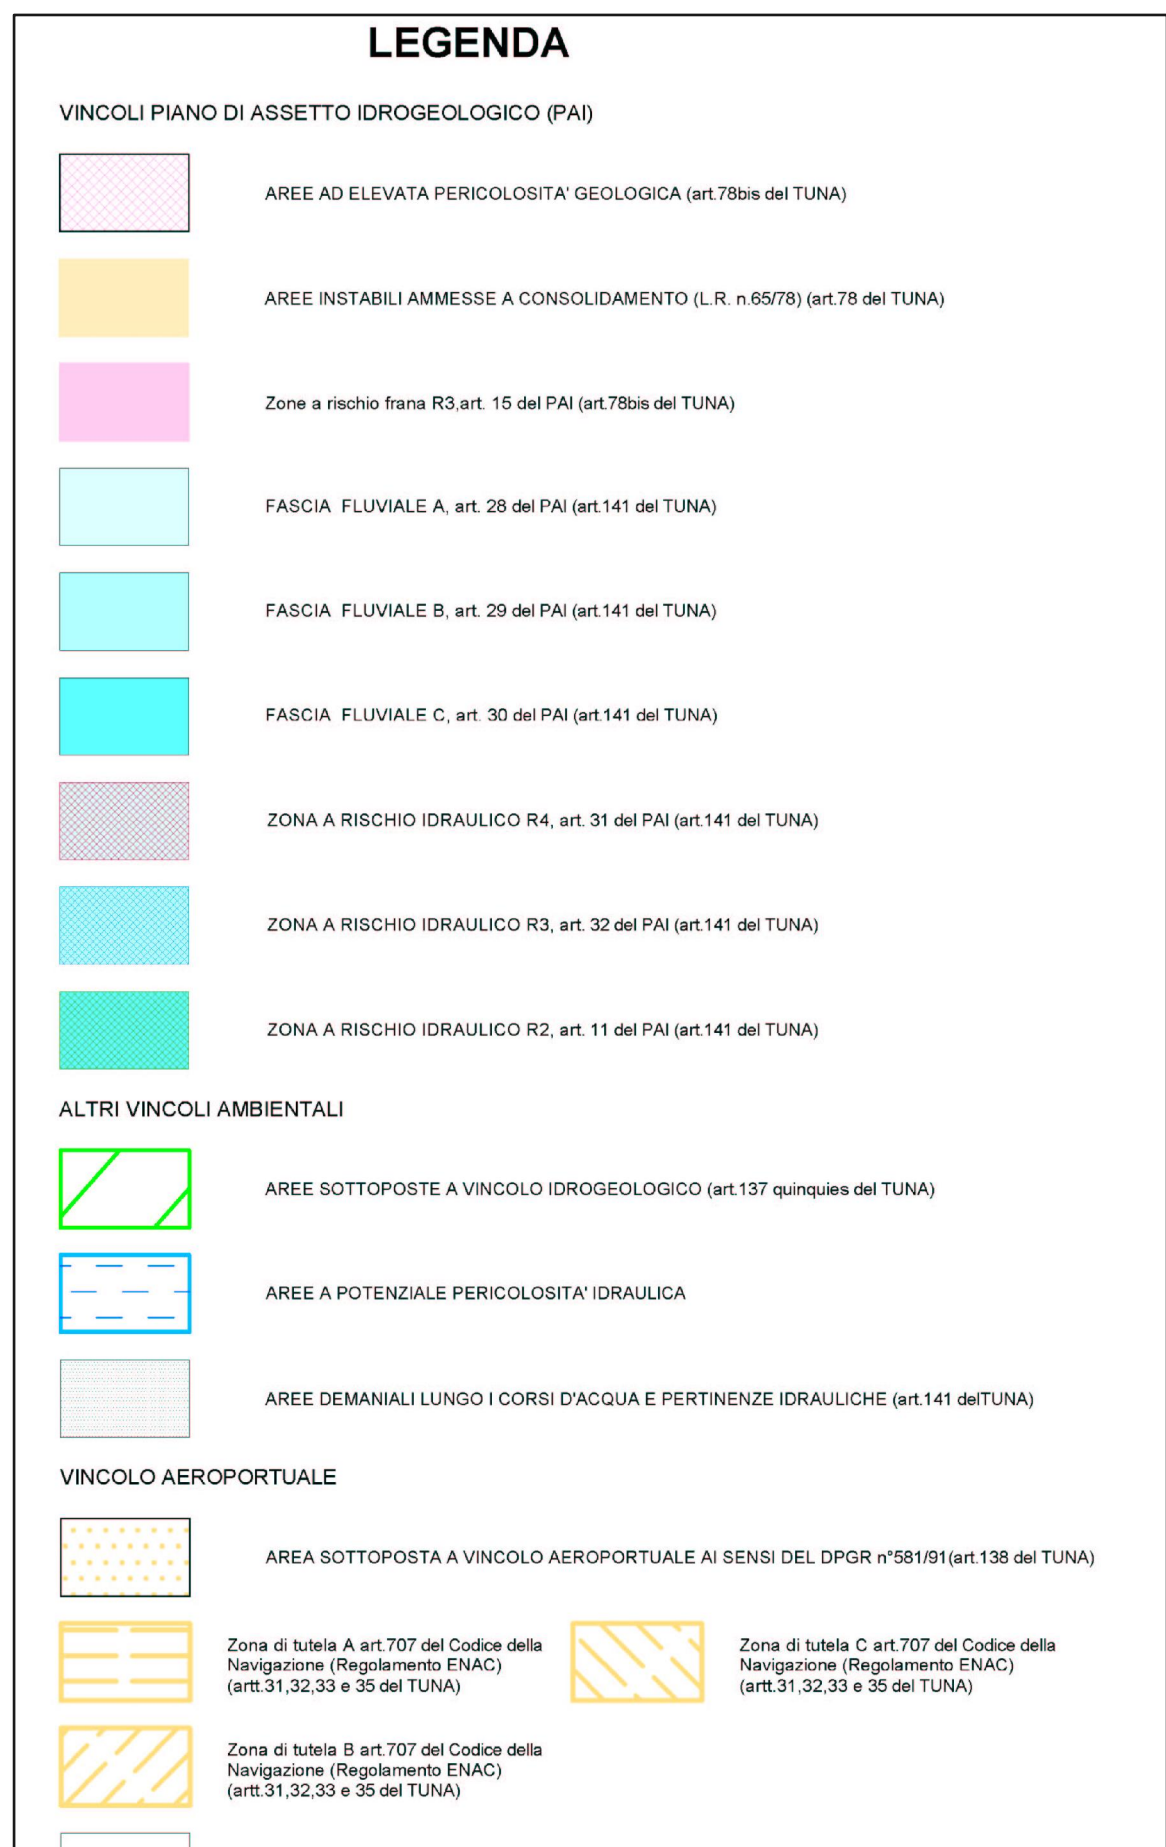 LEGENDA
VINCOLI PIANO DI ASSETTO IDROGEOLOGICO (PAI)
AREE AD ELEVATA PERICOLOSITA' GEOLOGICA (art.78bis del TUNA)
AREE INSTABILI AMMESSE A CONSOLIDAMENTO (L.R. n.65/78) (art.78 del TUNA)
Zone a rischio frana R3,art. 15 del PAI (art.78bis del TUNA)
FASCIA FLUVIALE A, art. 28 del PAI (art.141 del TUNA)
FASCIA FLUVIALE B, art. 29 del PAI (art.141 del TUNA)
FASCIA FLUVIALE C, art. 30 del PAI (art.141 del TUNA)
ZONA A RISCHIO IDRAULICO R4, art. 31 del PAI (art.141 del TUNA)
ZONA A RISCHIO IDRAULICO R3, art. 32 del PAI (art.141 del TUNA)
ZONA A RISCHIO IDRAULICO R2, art. 11 del PAI (art.141 del TUNA)
ALTRI VINCOLI AMBIENTALI
AREE SOTTOPOSTE A VINCOLO IDROGEOLOGICO (art.137 quinquies del TUNA)
AREE A POTENZIALE PERICOLOSITA' IDRAULICA
AREE DEMANIALI LUNGO I CORSI D'ACQUA E PERTINENZE IDRAULICHE (art.141 delTUNA)
VINCOLO AEROPORTUALE
AREA SOTTOPOSTA A VINCOLO AEROPORTUALE AI SENSI DEL DPGR n°581/91(art.138 del TUNA)
Zona di tutela A art.707 del Codice della
Navigazione (Regolamento ENAC)
(artt.31,32,33 e 35 del TUNA)
Zona di tutela C art.707 del Codice della
Navigazione (Regolamento ENAC)
(artt.31,32,33 e 35 del TUNA)
Zona di tutela B art.707 del Codice della
Navigazione (Regolamento ENAC)
(artt.31,32,33 e 35 del TUNA)